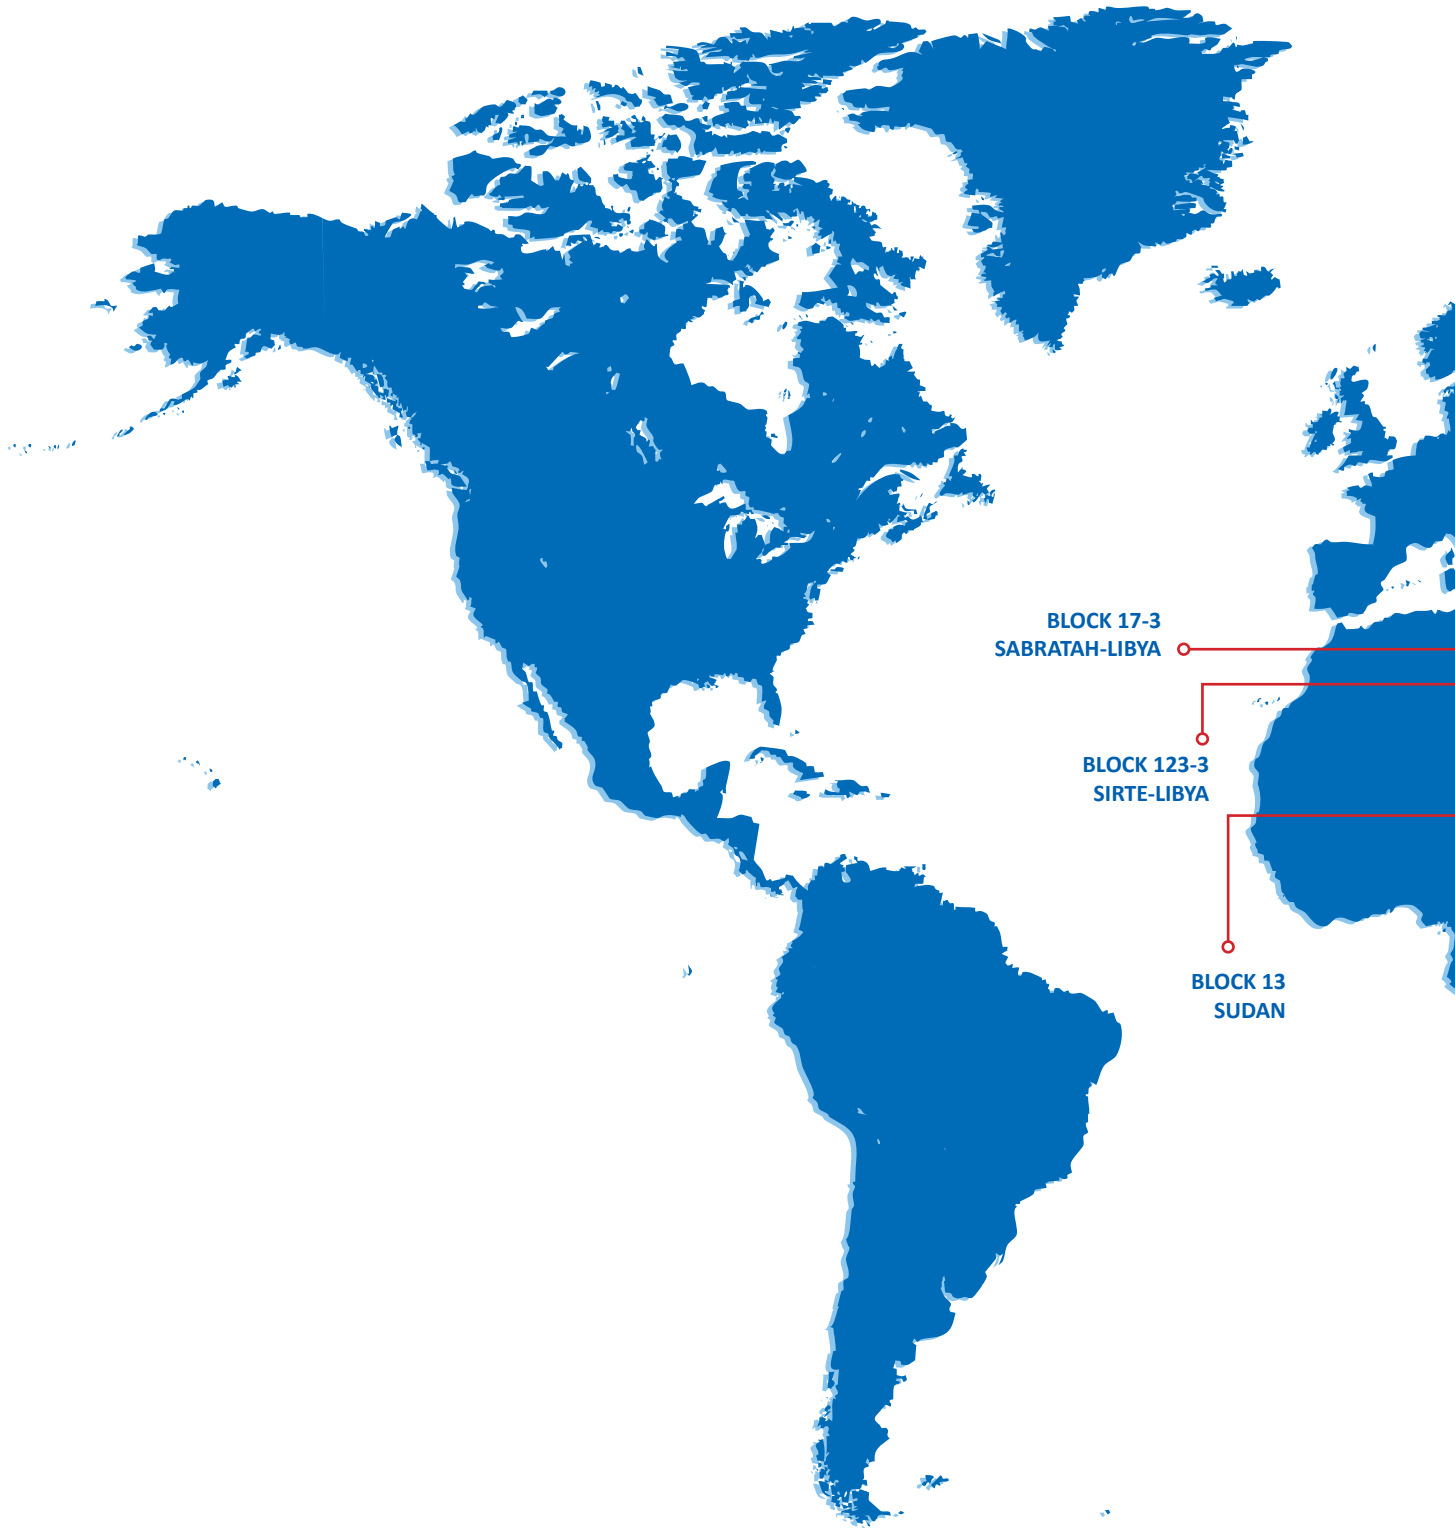 BLOCK 17-3
SABRATAH-LIBYA
BLOCK 123-3
SIRTE-LIBYA
BLOCK 13
SUDAN